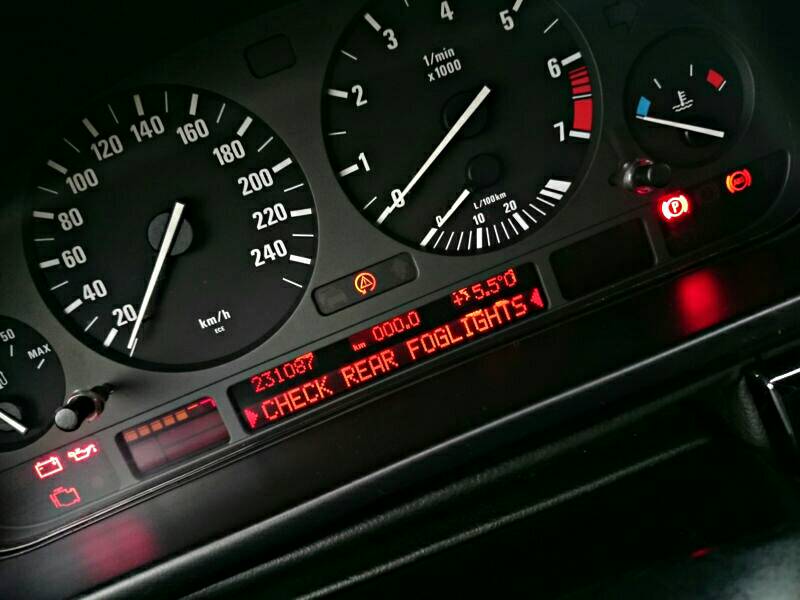 3 4 5
1/min
x1000
2 6
1 7
0
L/100km
0 10 20
120 140 160
100 180
80 200
60 220
40 240
20
km/h
ECE
50
MAX
P
231087 km 000.0 +5.5°C
CHECK REAR FOGLIGHTS